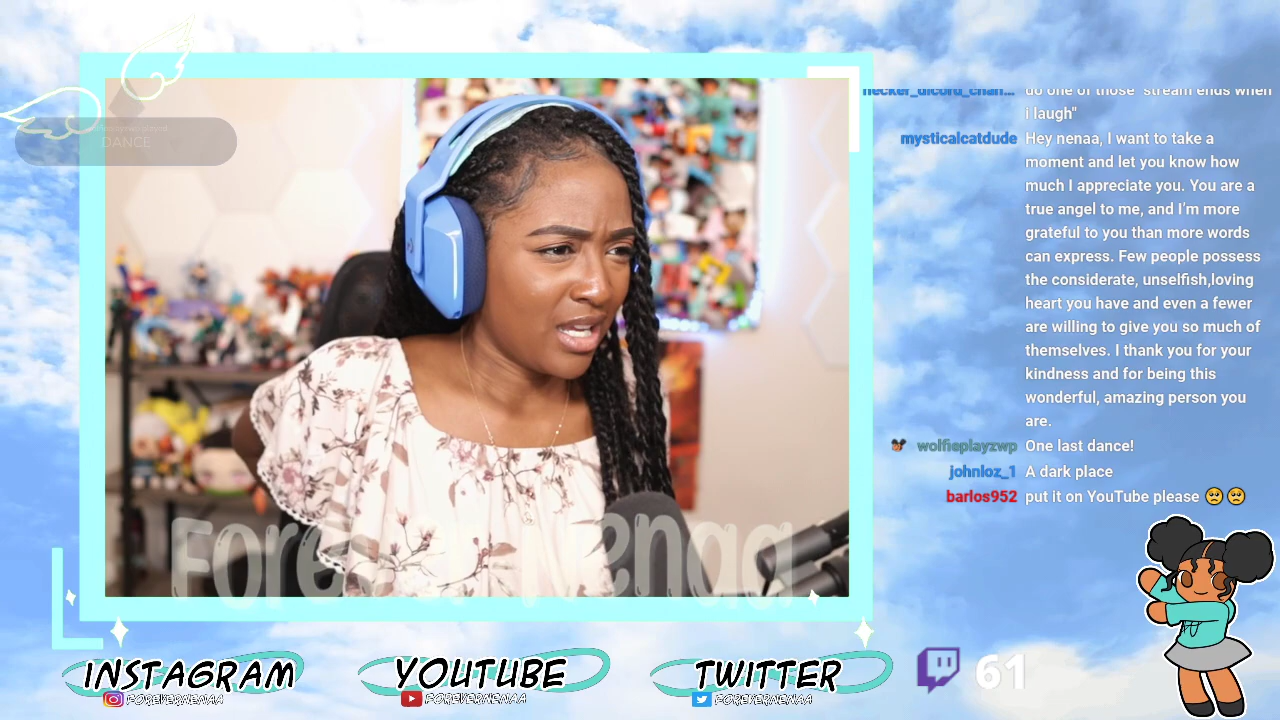 DANCE
do one of those "stream ends when
i laugh"
mysticalcatdude Hey nenaa, I want to take a
moment and let you know how
much I appreciate you. You are a
true angel to me, and I'm more
grateful to you than more words
can express. Few people possess
the considerate, unselfish,loving
heart you have and even a fewer
are willing to give you so much of
themselves. I thank you for your
kindness and for being this
wonderful, amazing person you
are.
wolfieplayzwp One last dance!
johnloz_1 A dark place
barlos952 put it on YouTube please 🥺🥺
ForeverNenaa
INSTAGRAM YOUTUBE TWITTER 61
FOREVERNENAA FOREVERNENAA FOREVERNENAA